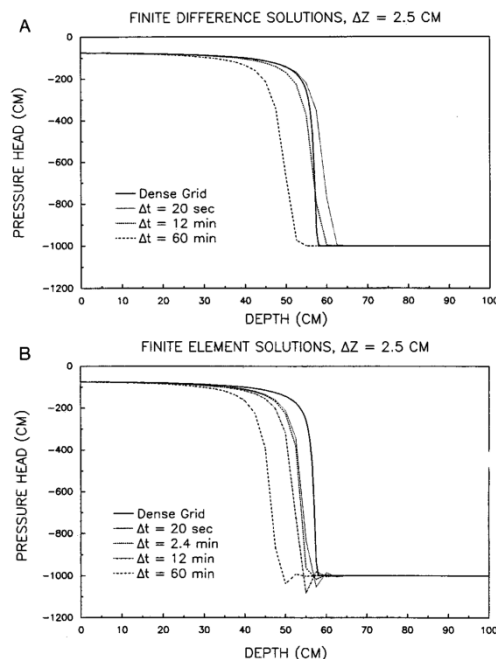 A
FINITE DIFFERENCE SOLUTIONS, ΔZ = 2.5 CM
PRESSURE HEAD (CM)
0
-200
-400
-600
-800
-1000
-1200
Dense Grid
Δt = 20 sec
Δt = 12 min
Δt = 60 min
0 10 20 30 40 50 60 70 80 90 100
DEPTH (CM)
B
FINITE ELEMENT SOLUTIONS, ΔZ = 2.5 CM
PRESSURE HEAD (CM)
0
-200
-400
-600
-800
-1000
-1200
Dense Grid
Δt = 20 sec
Δt = 2.4 min
Δt = 12 min
Δt = 60 min
0 10 20 30 40 50 60 70 80 90 100
DEPTH (CM)